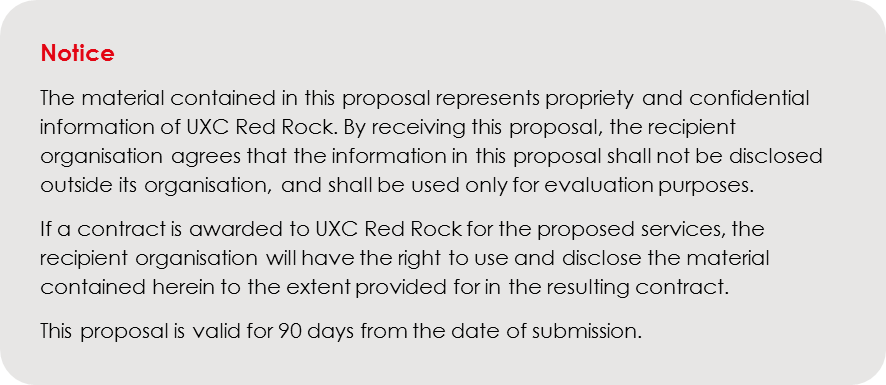 Notice
The material contained in this proposal represents propriety and confidential
information of UXC Red Rock. By receiving this proposal, the recipient
organisation agrees that the information in this proposal shall not be disclosed
outside its organisation, and shall be used only for evaluation purposes.
If a contract is awarded to UXC Red Rock for the proposed services, the
recipient organisation will have the right to use and disclose the material
contained herein to the extent provided for in the resulting contract.
This proposal is valid for 90 days from the date of submission.